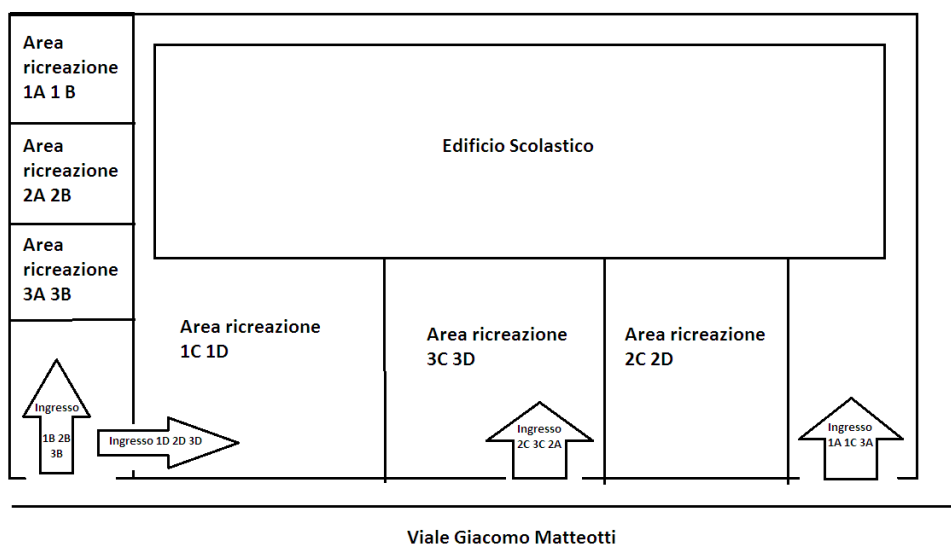 Area
ricreazione
1A 1 B
Edificio Scolastico
Area
ricreazione
2A 2B
Area
ricreazione
3A 3B
Area ricreazione
1C 1D
Area ricreazione
3C 3D
Area ricreazione
2C 2D
Ingresso
1B 2B
3B
Ingresso 1D 2D 3D
Ingresso
2C 3C 2A
Ingresso
1A 1C 3A
Viale Giacomo Matteotti